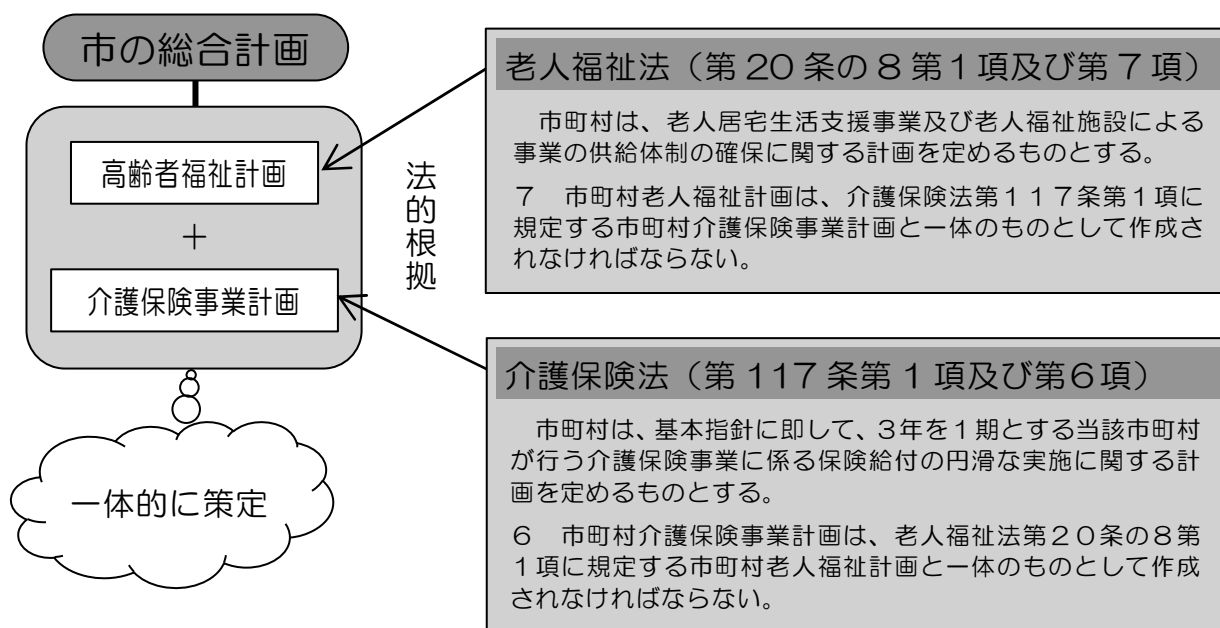 市の総合計画
高齢者福祉計画
＋
介護保険事業計画
一体的に策定
法的根拠
老人福祉法（第20条の8第1項及び第7項）
市町村は、老人居宅生活支援事業及び老人福祉施設による
事業の供給体制の確保に関する計画を定めるものとする。
７　市町村老人福祉計画は、介護保険法第１１７条第１項に
規定する市町村介護保険事業計画と一体のものとして作成さ
れなければならない。
介護保険法（第117条第1項及び第６項）
市町村は、基本指針に即して、３年を１期とする当該市町村
が行う介護保険事業に係る保険給付の円滑な実施に関する計
画を定めるものとする。
６　市町村介護保険事業計画は、老人福祉法第２０条の８第
１項に規定する市町村老人福祉計画と一体のものとして作成
されなければならない。